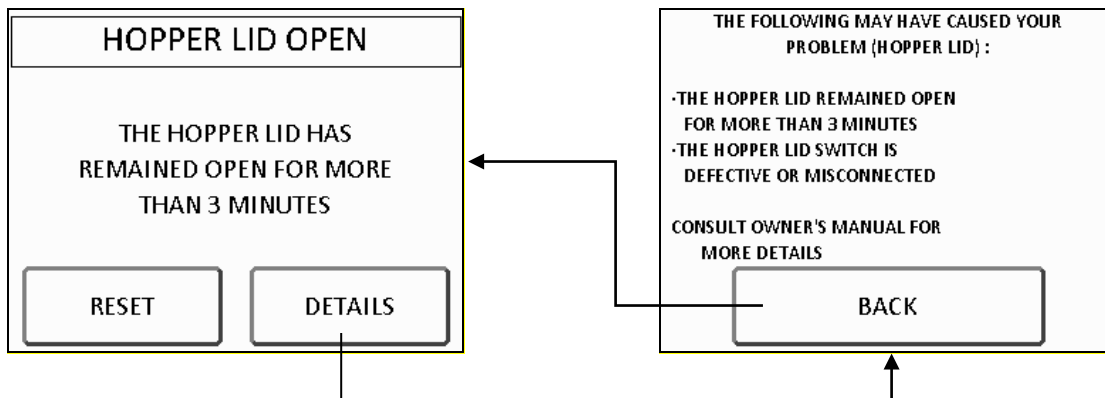 HOPPER LID OPEN
THE HOPPER LID HAS
REMAINED OPEN FOR MORE
THAN 3 MINUTES
RESET
DETAILS
THE FOLLOWING MAY HAVE CAUSED YOUR
PROBLEM (HOPPER LID) :
·THE HOPPER LID REMAINED OPEN
FOR MORE THAN 3 MINUTES
·THE HOPPER LID SWITCH IS
DEFECTIVE OR MISCONNECTED
CONSULT OWNER'S MANUAL FOR
MORE DETAILS
BACK